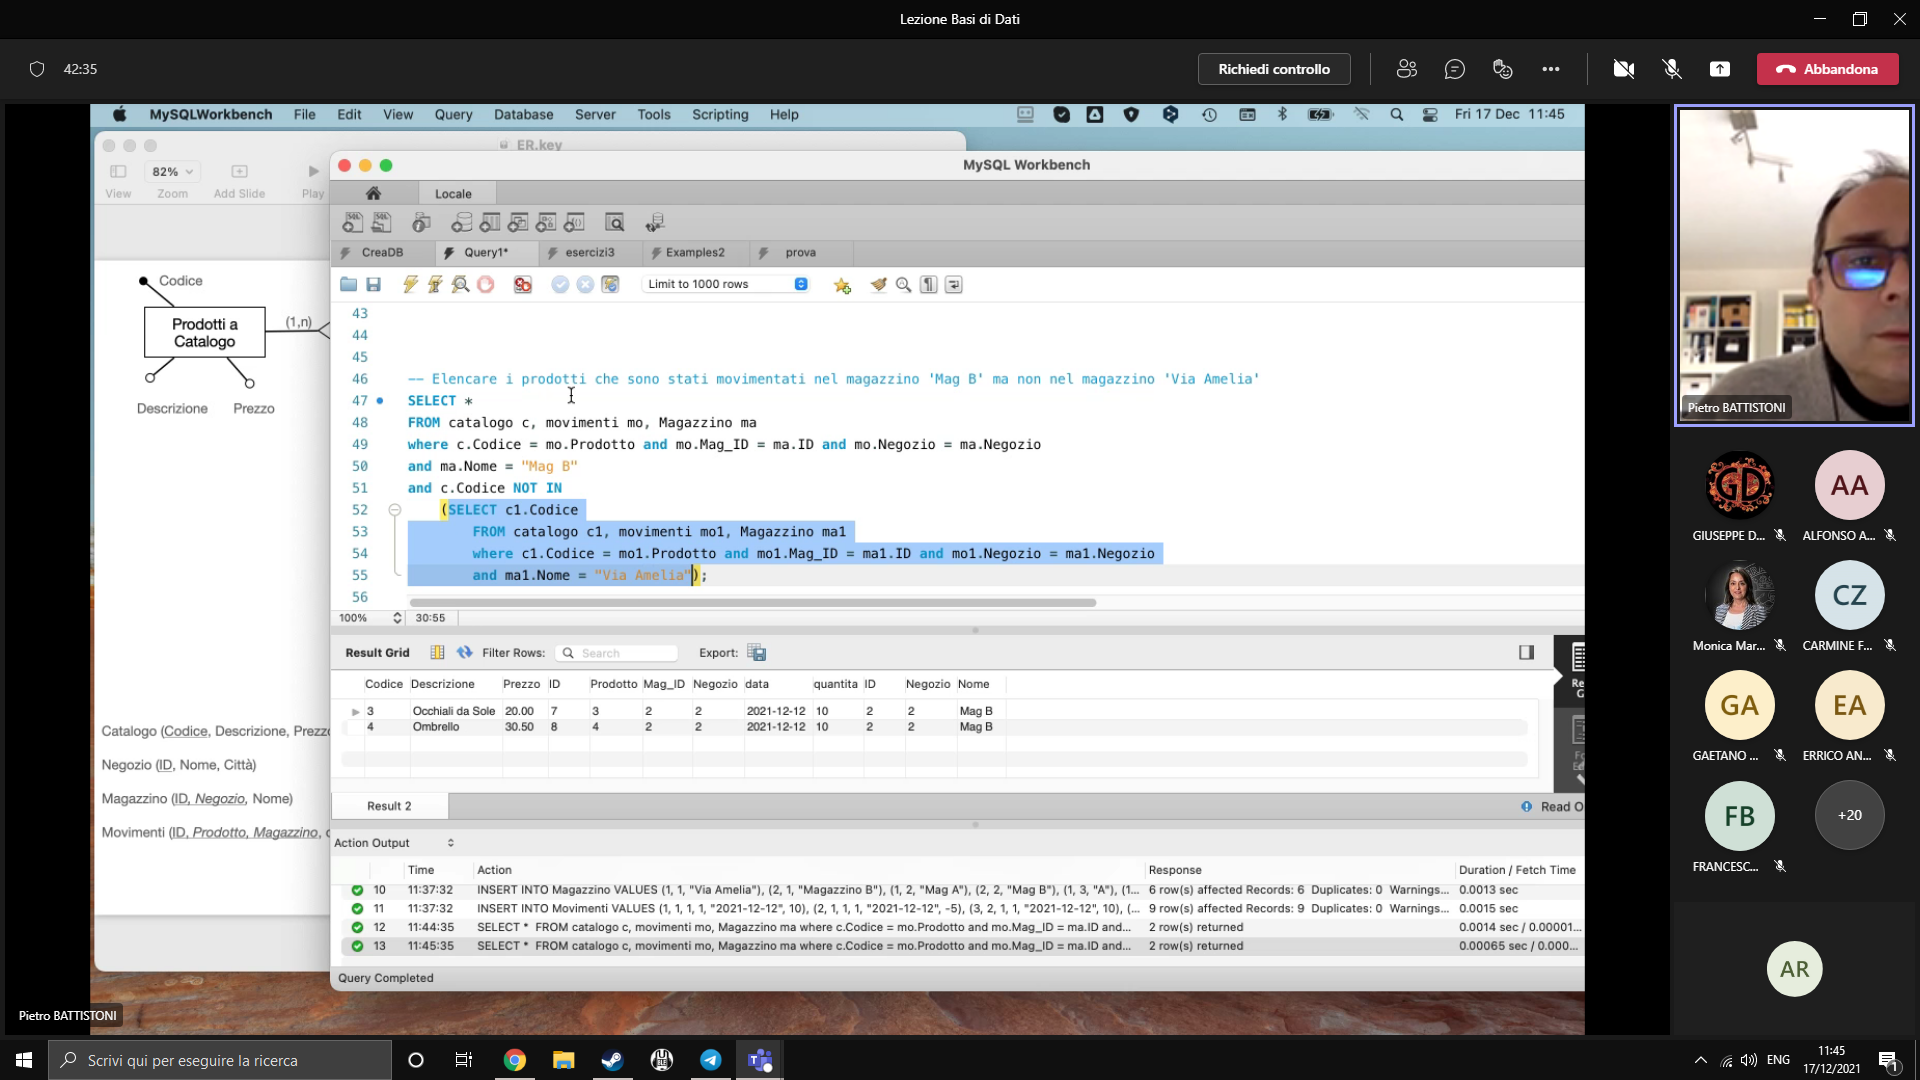 Lezione Basi di Dati
42:35
Richiedi controllo
Abbandona
MySQLWorkbench File Edit View Query Database Server Tools Scripting Help
Fri 17 Dec 11:45
ER.key
82%
View Zoom Add Slide Play
MySQL Workbench
Locale
CreaDB Query1* esercizi3 Examples2 prova
Limit to 1000 rows
Codice
Prodotti a
Catalogo
(1,n)
Descrizione Prezzo
43
44
45
46 -- Elencare i prodotti che sono stati movimentati nel magazzino 'Mag B' ma non nel magazzino 'Via Amelia'
47 SELECT *
48 FROM catalogo c, movimenti mo, Magazzino ma
49 where c.Codice = mo.Prodotto and mo.Mag_ID = ma.ID and mo.Negozio = ma.Negozio
50 and ma.Nome = "Mag B"
51 and c.Codice NOT IN
52 (SELECT c1.Codice
53 FROM catalogo c1, movimenti mo1, Magazzino ma1
54 where c1.Codice = mo1.Prodotto and mo1.Mag_ID = ma1.ID and mo1.Negozio = ma1.Negozio
55 and ma1.Nome = "Via Amelia");
56
100% 30:55
Result Grid Filter Rows: Search Export:
Codice Descrizione Prezzo ID Prodotto Mag_ID Negozio data quantita ID Negozio Nome
3 Occhiali da Sole 20.00 7 3 2 2 2021-12-12 10 2 2 Mag B
4 Ombrello 30.50 8 4 2 2 2021-12-12 10 2 2 Mag B
Result 2
Read O
Catalogo (Codice, Descrizione, Prezzo
Negozio (ID, Nome, Città)
Magazzino (ID, Negozio, Nome)
Movimenti (ID, Prodotto, Magazzino,
Action Output
Time Action Response Duration / Fetch Time
10 11:37:32 INSERT INTO Magazzino VALUES (1, 1, "Via Amelia"), (2, 1, "Magazzino B"), (1, 2, "Mag A"), (2, 2, "Mag B"), (1, 3, "A"), (1... 6 row(s) affected Records: 6 Duplicates: 0 Warnings... 0.0013 sec
11 11:37:32 INSERT INTO Movimenti VALUES (1, 1, 1, 1, "2021-12-12", 10), (2, 1, 1, 1, "2021-12-12", -5), (3, 2, 1, 1, "2021-12-12", 10), (... 9 row(s) affected Records: 9 Duplicates: 0 Warnings... 0.0015 sec
12 11:44:35 SELECT * FROM catalogo c, movimenti mo, Magazzino ma where c.Codice = mo.Prodotto and mo.Mag_ID = ma.ID and... 2 row(s) returned 0.0014 sec / 0.00001...
13 11:45:35 SELECT * FROM catalogo c, movimenti mo, Magazzino ma where c.Codice = mo.Prodotto and mo.Mag_ID = ma.ID and... 2 row(s) returned 0.00065 sec / 0.000...
Query Completed
Pietro BATTISTONI
Pietro BATTISTONI
GD AA
GIUSEPPE D... ALFONSO A...
CZ
Monica Mar... CARMINE F...
GA EA
GAETANO ... ERRICO AN...
FB +20
FRANCESC...
AR
Scrivi qui per eseguire la ricerca
ENG
11:45
17/12/2021
1